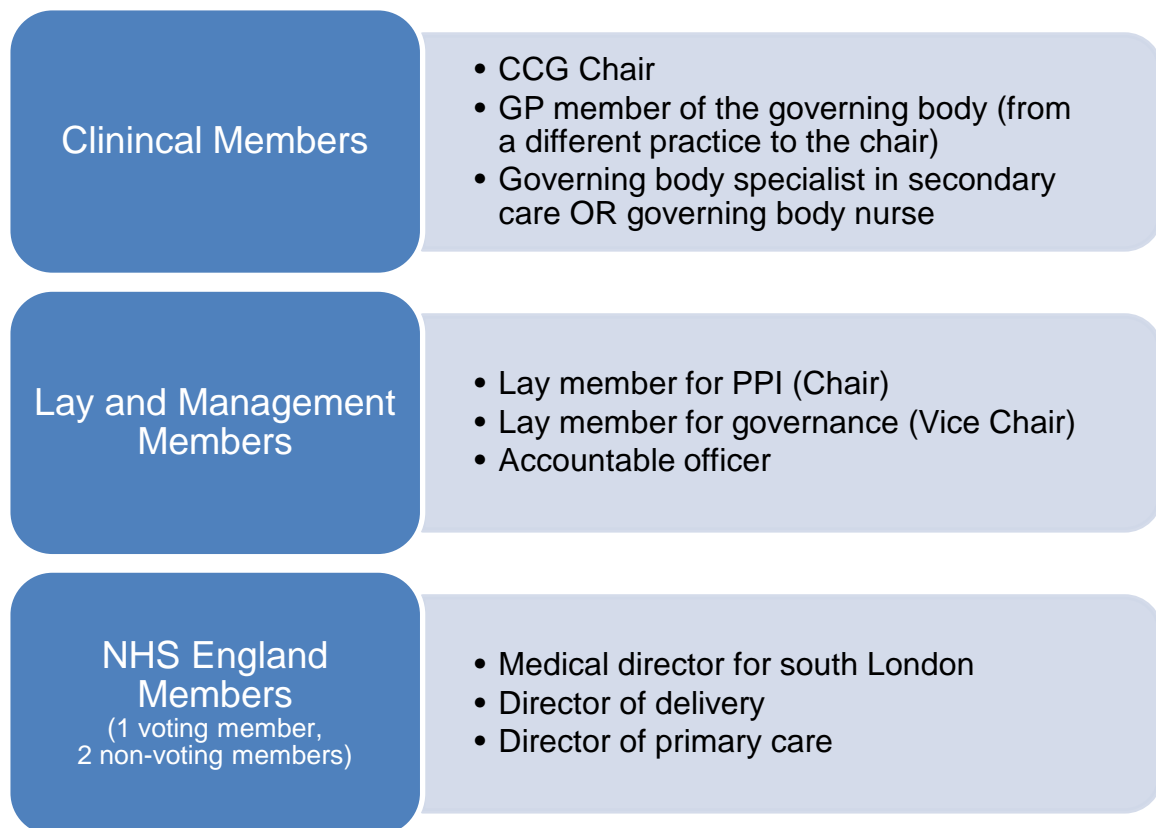 Clinincal Members
• CCG Chair
• GP member of the governing body (from
a different practice to the chair)
• Governing body specialist in secondary
care OR governing body nurse
Lay and Management
Members
• Lay member for PPI (Chair)
• Lay member for governance (Vice Chair)
• Accountable officer
NHS England
Members
(1 voting member,
2 non-voting members)
• Medical director for south London
• Director of delivery
• Director of primary care